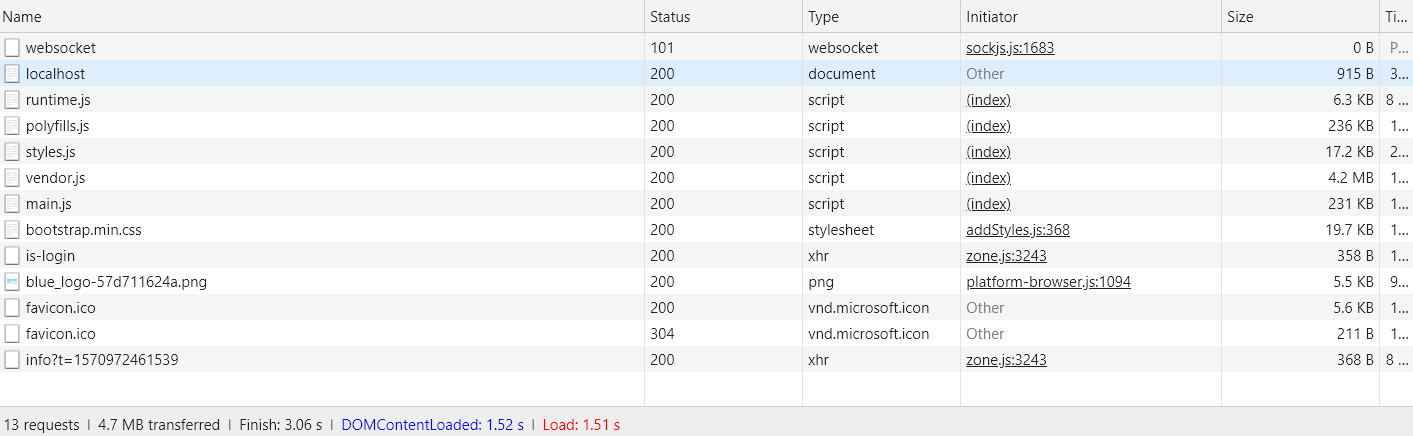 Name Status Type Initiator Size Ti...
websocket 101 websocket sockjs.js:1683 0 B P...
localhost 200 document Other 915 B 3...
runtime.js 200 script (index) 6.3 KB 8 ...
polyfills.js 200 script (index) 236 KB 1...
styles.js 200 script (index) 17.2 KB 2...
vendor.js 200 script (index) 4.2 MB 1...
main.js 200 script (index) 231 KB 1...
bootstrap.min.css 200 stylesheet addStyles.js:368 19.7 KB 1...
is-login 200 xhr zone.js:3243 358 B 1...
blue_logo-57d711624a.png 200 png platform-browser.js:1094 5.5 KB 9...
favicon.ico 200 vnd.microsoft.icon Other 5.6 KB 1...
favicon.ico 304 vnd.microsoft.icon Other 211 B 1...
info?t=1570972461539 200 xhr zone.js:3243 368 B 8 ...
13 requests | 4.7 MB transferred | Finish: 3.06 s | DOMContentLoaded: 1.52 s | Load: 1.51 s